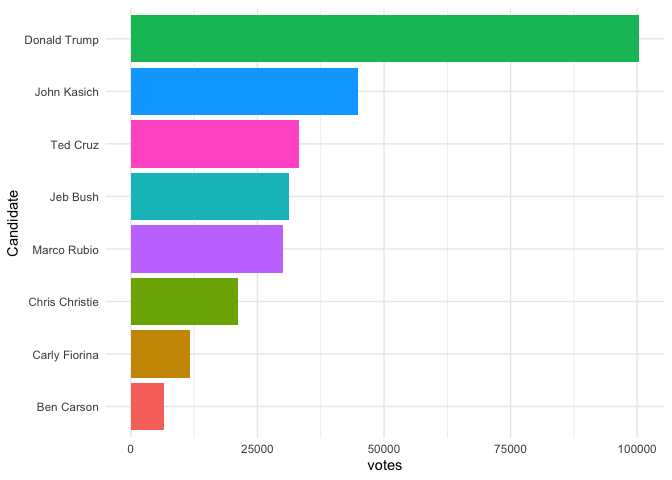 Donald Trump
John Kasich
Ted Cruz
Jeb Bush
Marco Rubio
Chris Christie
Carly Fiorina
Ben Carson
Candidate
0 25000 50000 75000 100000
votes